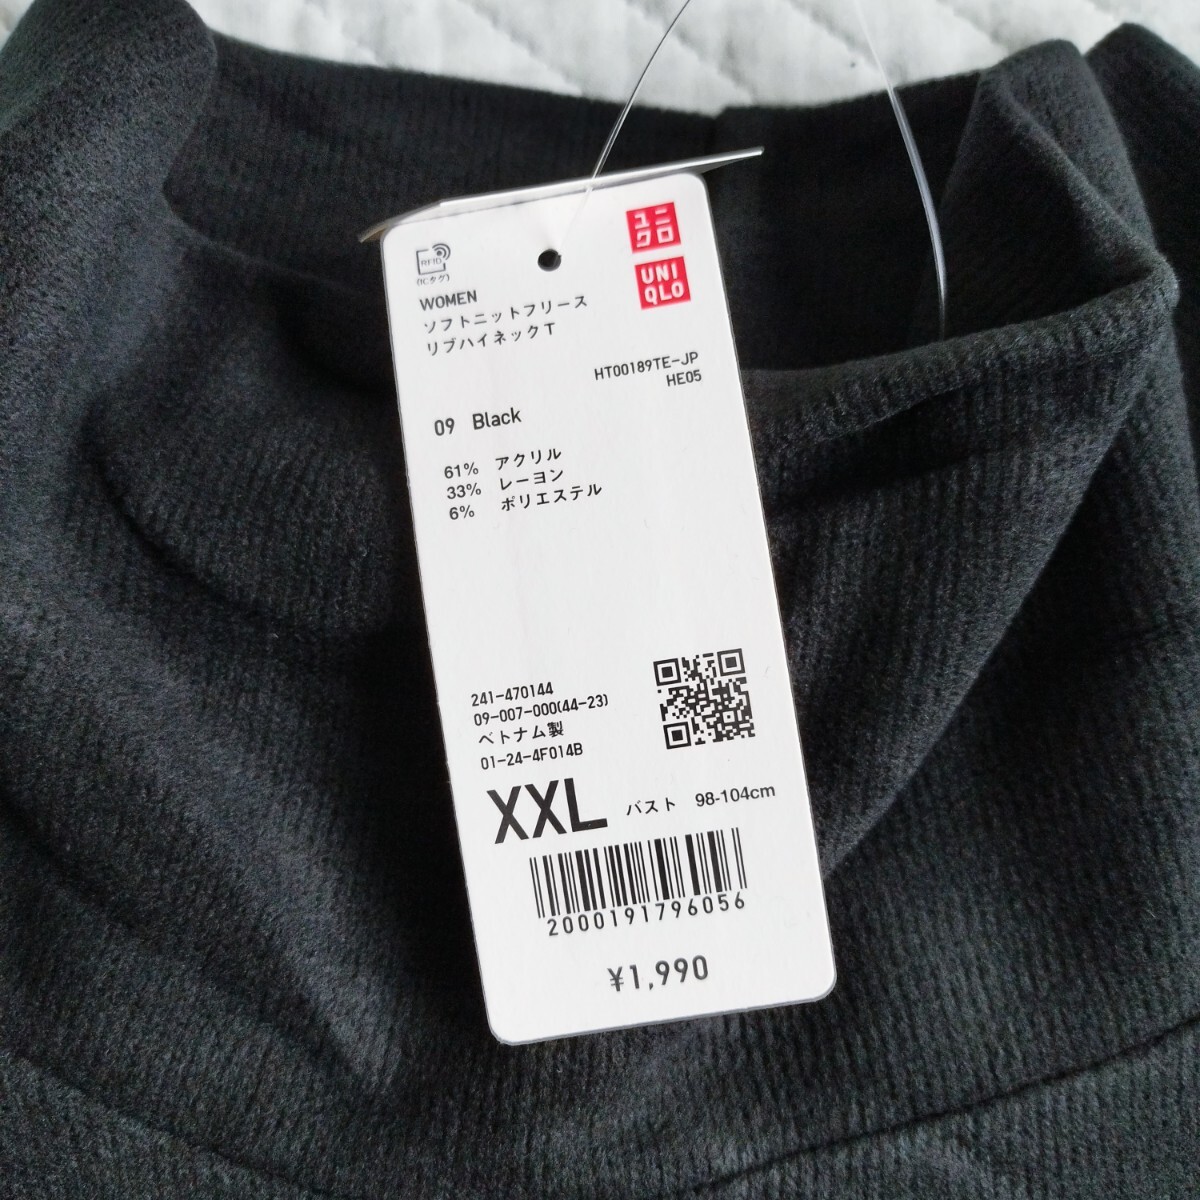 RFID
(ICタグ)
ユニ
クロ
UNI
QLO
WOMEN
ソフトニットフリース
リブハイネックT
HT00189TE-JP
HE05
09 Black
61% アクリル
33% レーヨン
6% ポリエステル
241-470144
09-007-000(44-23)
ベトナム製
01-24-4F014B
XXL バスト 98-104cm
2000191796056
¥1,990